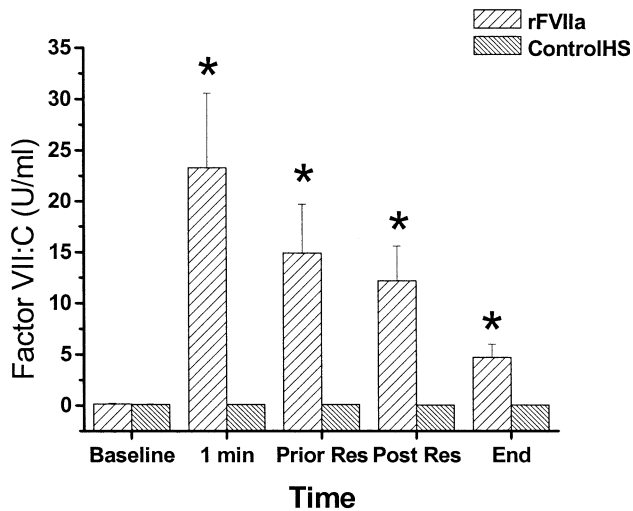 rFVIIa
ControlHS
Factor VII:C (U/ml)
35
30
25
20
15
10
5
0
*
*
*
*
Baseline
1 min
Prior Res
Post Res
End
Time